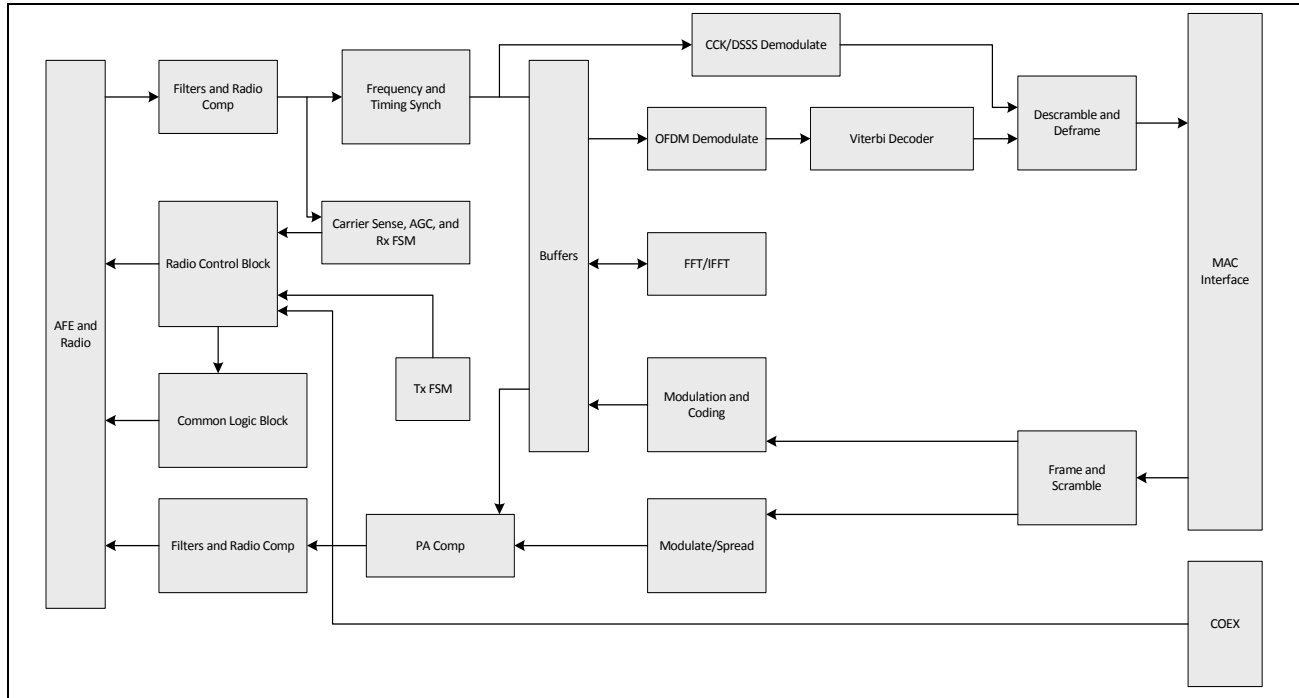 CCK/DSSS Demodulate
Filters and Radio
Comp
Frequency and
Timing Synch
Descramble and
Deframe
OFDM Demodulate
Viterbi Decoder
Carrier Sense, AGC, and
Rx FSM
Radio Control Block
Buffers
FFT/IFFT
MAC
Interface
AFE and
Radio
Tx FSM
Modulation and
Coding
Common Logic Block
Frame and
Scramble
Filters and Radio Comp
PA Comp
Modulate/Spread
COEX